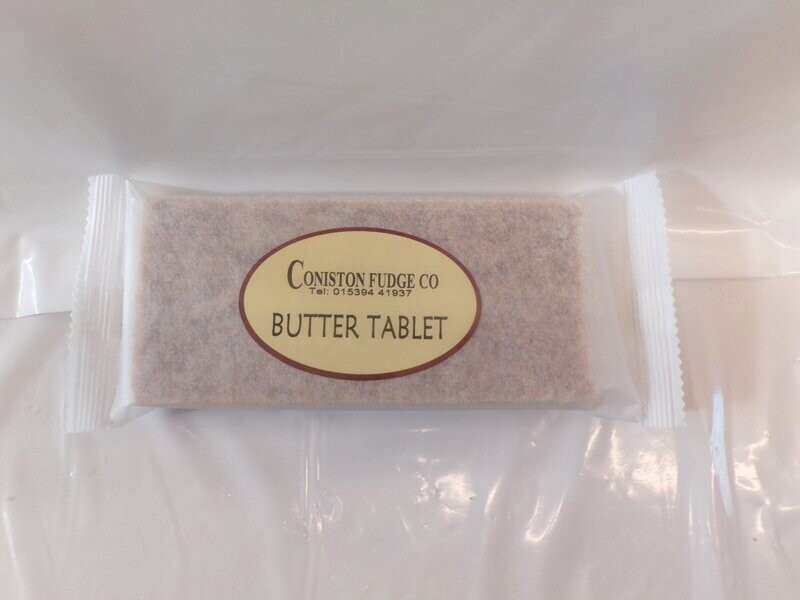 CONISTON FUDGE CO
Tel: 015394 41937
BUTTER TABLET